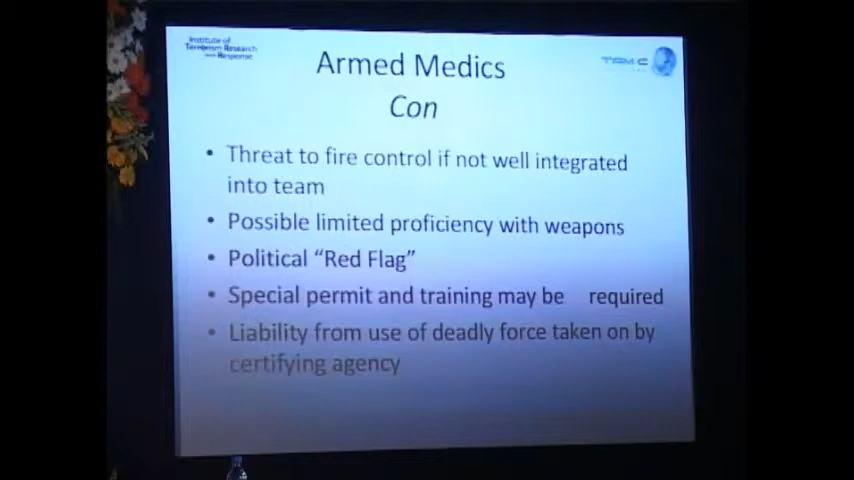 Institute of
Terrorism Research
and Response
TEMC
Armed Medics
Con
• Threat to fire control if not well integrated
into team
• Possible limited proficiency with weapons
• Political “Red Flag”
• Special permit and training may be required
• Liability from use of deadly force taken on by
certifying agency